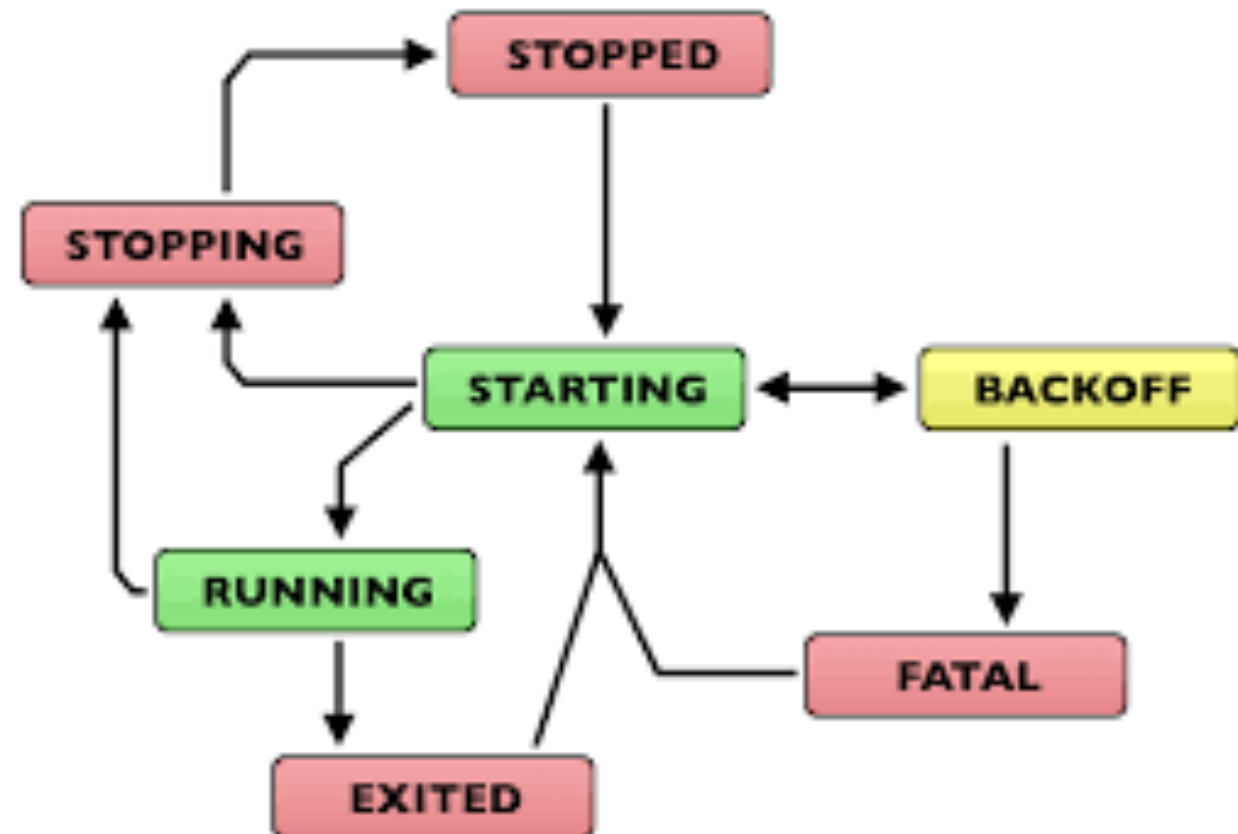 STOPPED
STOPPING
STARTING
BACKOFF
RUNNING
FATAL
EXITED